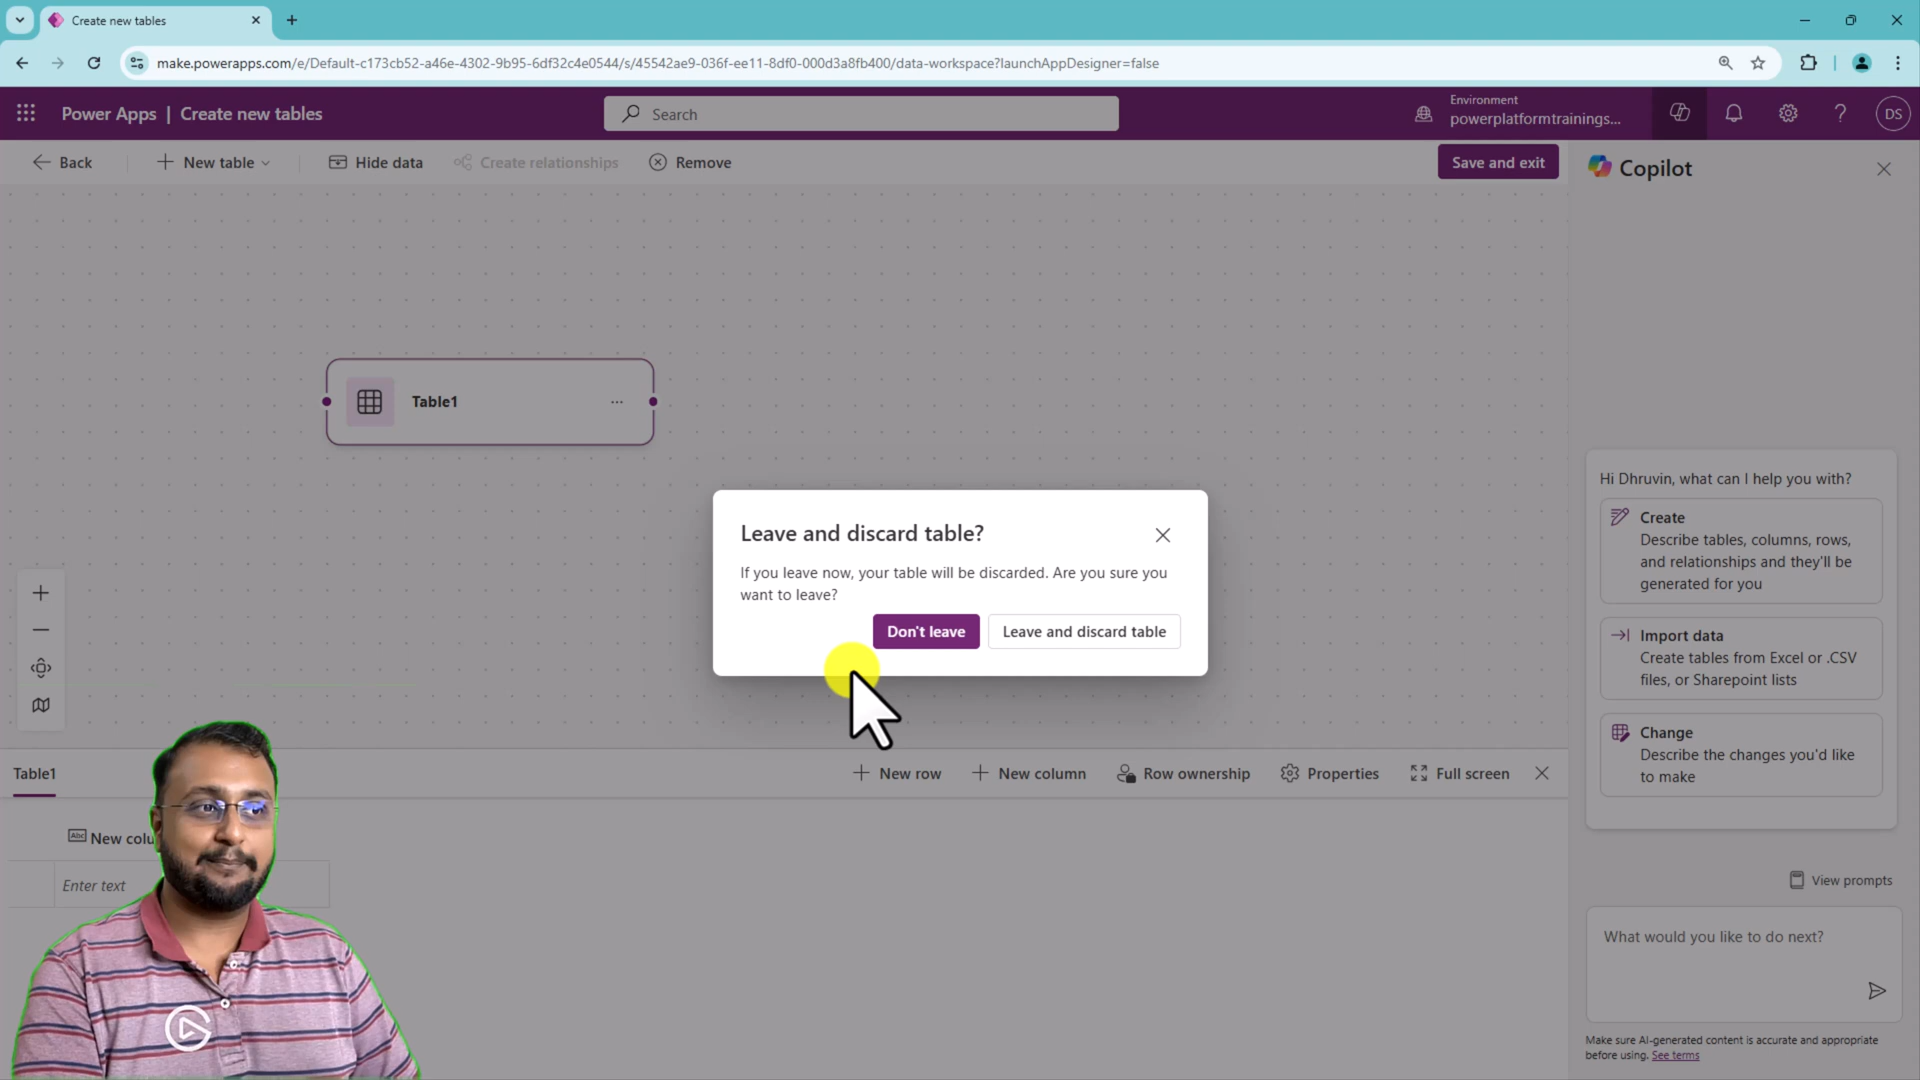 Create new tables
make.powerapps.com/e/Default-c173cb52-a46e-4302-9b95-6df32c4e0544/s/45542ae9-036f-ee11-8df0-000d3a8fb400/data-workspace?launchAppDesigner=false
Power Apps | Create new tables
Search
Environment
powerplatformtrainings...
DS
Back
New table
Hide data
Create relationships
Remove
Save and exit
Copilot
Table1
Leave and discard table?
If you leave now, your table will be discarded. Are you sure you
want to leave?
Don't leave
Leave and discard table
Hi Dhruvin, what can I help you with?
Create
Describe tables, columns, rows,
and relationships and they'll be
generated for you
Import data
Create tables from Excel or .CSV
files, or Sharepoint lists
Change
Describe the changes you'd like
to make
Table1
New row
New column
Row ownership
Properties
Full screen
Abc New colu
Enter text
View prompts
What would you like to do next?
Make sure AI-generated content is accurate and appropriate
before using. See terms